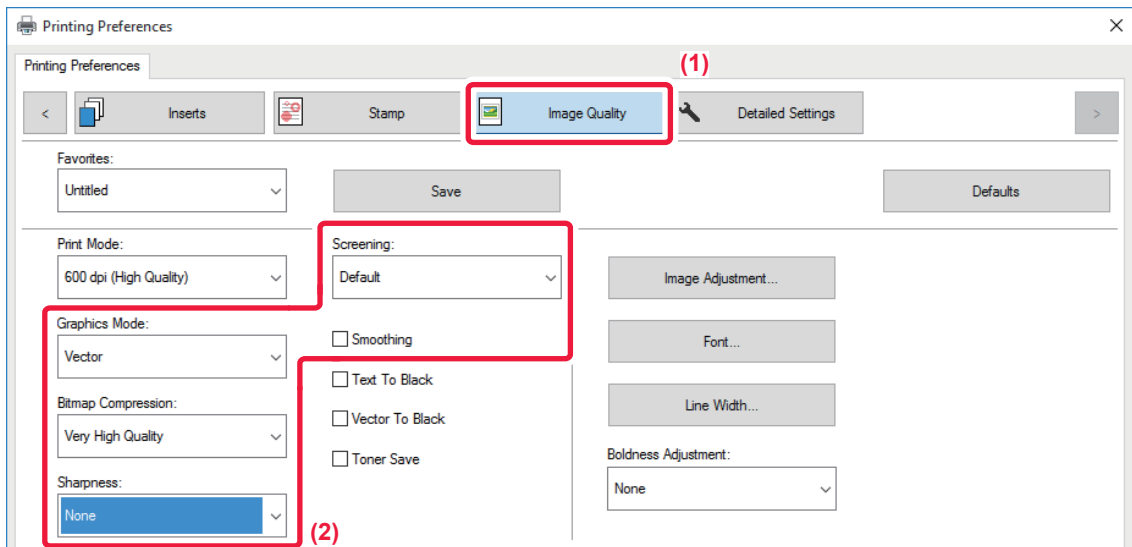 Printing Preferences
Printing Preferences
(1)
< Inserts Stamp Image Quality Detailed Settings >
Favorites:
Untitled Save Defaults
Print Mode: Screening:
600 dpi (High Quality) Default Image Adjustment...
Graphics Mode:
Smoothing Font...
Vector
Text To Black
Bitmap Compression: Line Width...
Vector To Black
Very High Quality
Toner Save Boldness Adjustment:
Sharpness:
None None
(2)